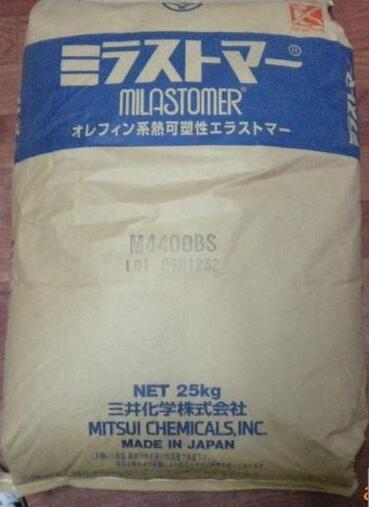 ミラストマー®
MILASTOMER®
オレフィン系熱可塑性エラストマー
M4400BS
LOT
NET 25kg
三井化学株式会社
MITSUI CHEMICALS, INC.
MADE IN JAPAN